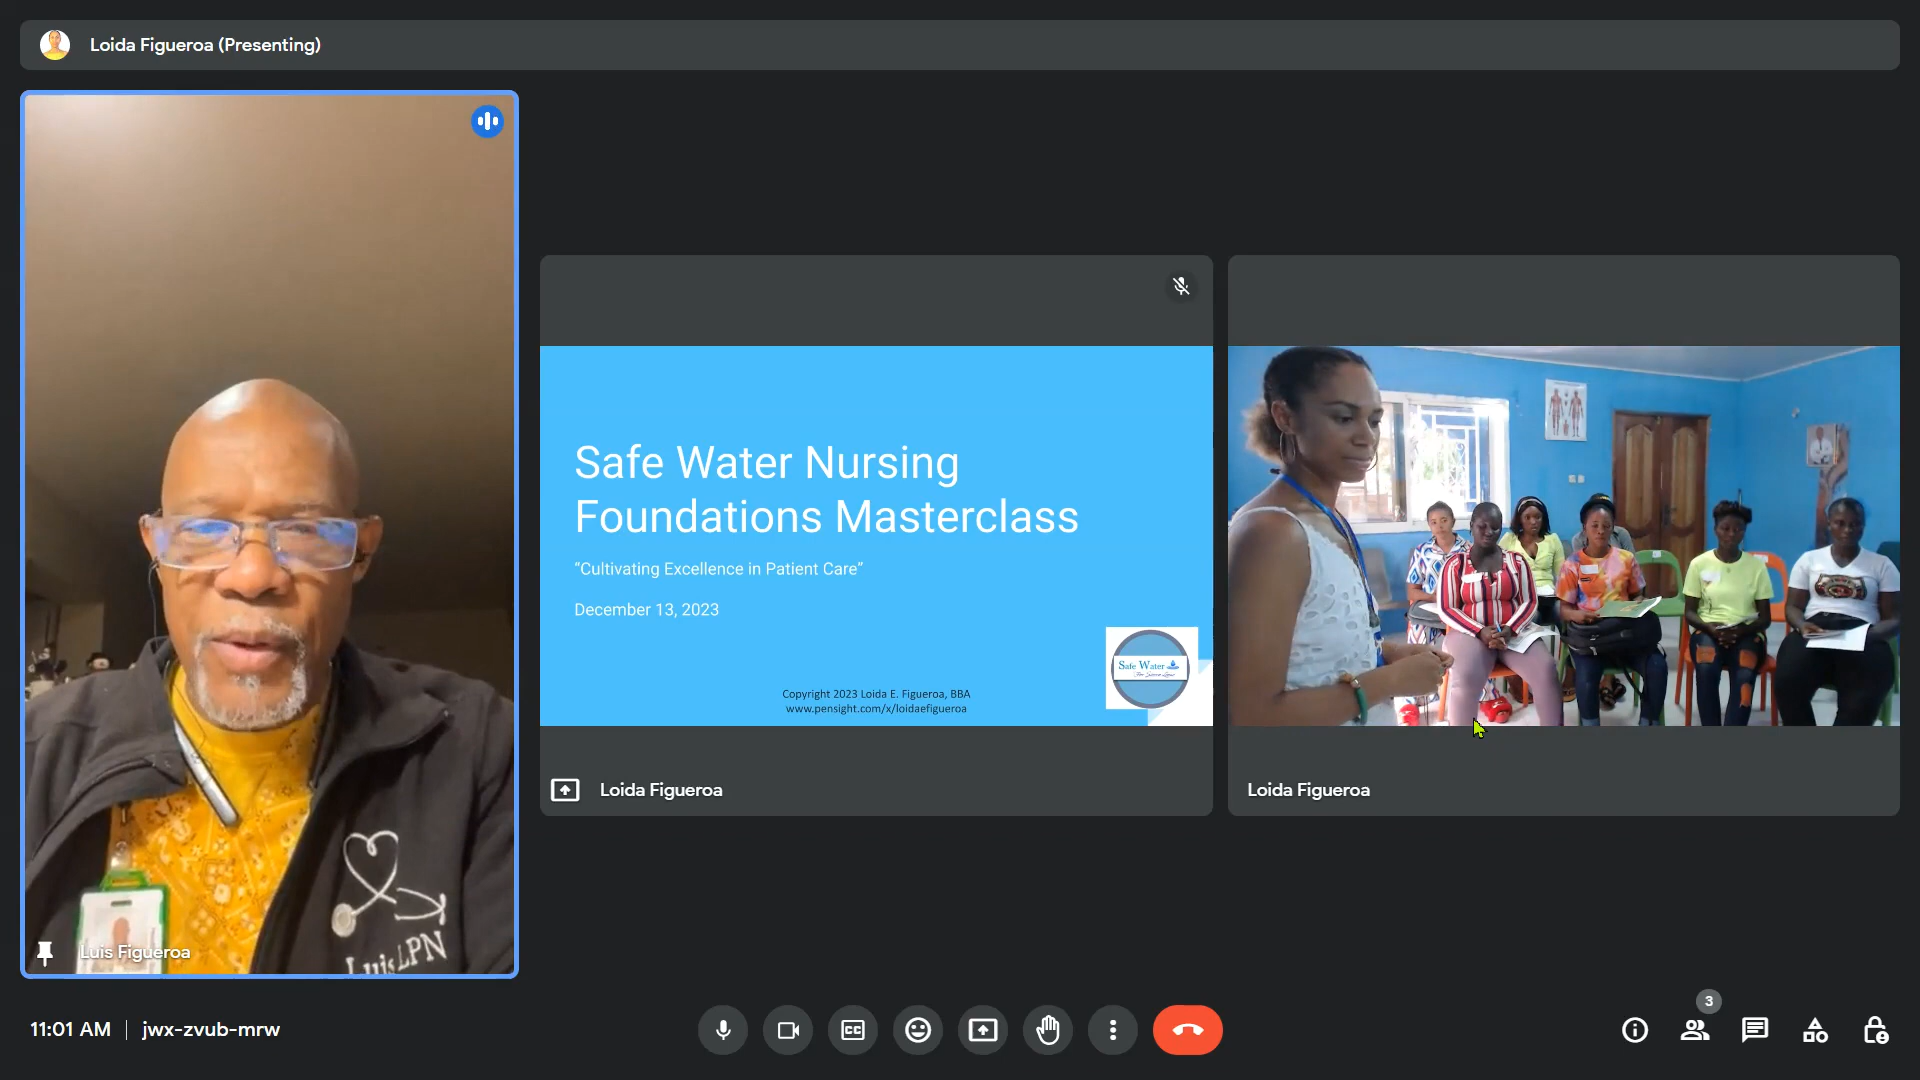 Loida Figueroa (Presenting)
Luis Figueroa
Luis LPN
Safe Water Nursing
Foundations Masterclass
“Cultivating Excellence in Patient Care”
December 13, 2023
Safe Water
Copyright 2023 Loida E. Figueroa, BBA
www.pensight.com/x/loidaefigueroa
Loida Figueroa
Loida Figueroa
11:01 AM | jwx-zvub-mrw
CC
3